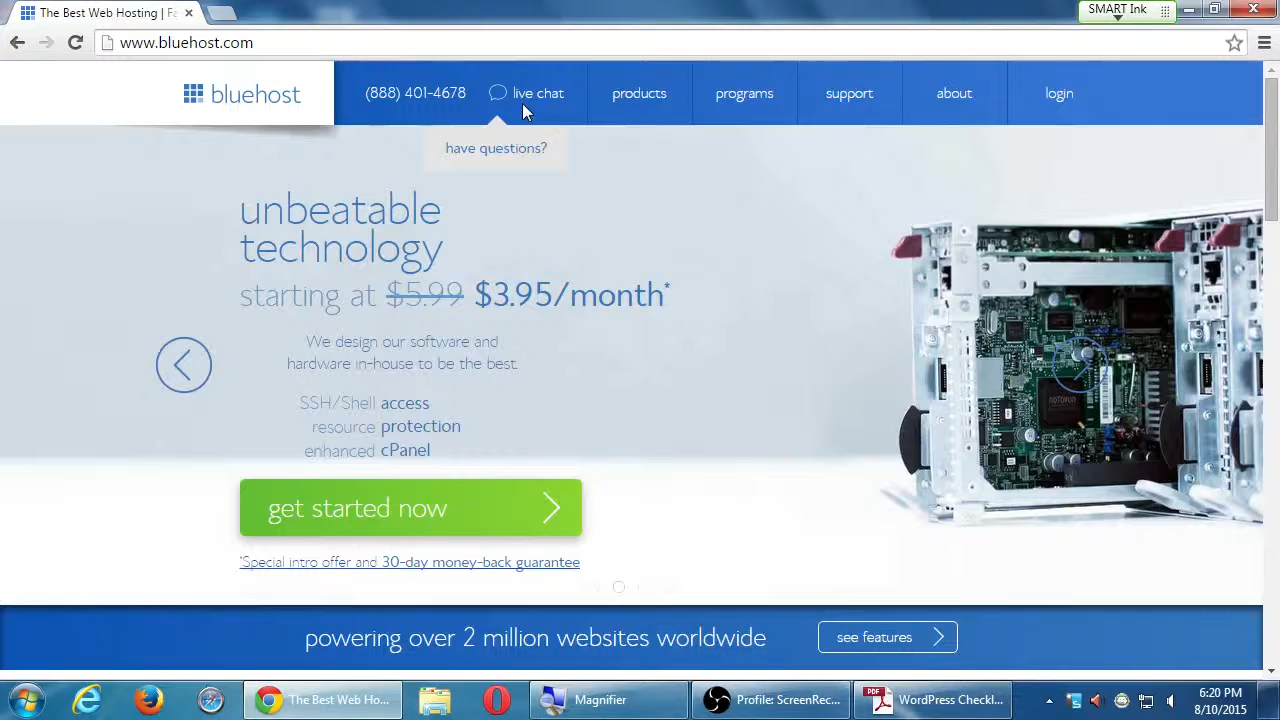 The Best Web Hosting | Fa
SMART Ink
www.bluehost.com
bluehost
(888) 401-4678
live chat
products
programs
support
about
login
have questions?
unbeatable
technology
starting at $5.99 $3.95/month*
We design our software and
hardware in-house to be the best.
SSH/Shell access
resource protection
enhanced cPanel
get started now
*Special intro offer and 30-day money-back guarantee
powering over 2 million websites worldwide
see features
The Best Web Ho...
Magnifier
Profile: ScreenRec...
WordPress Checkl...
6:20 PM
8/10/2015